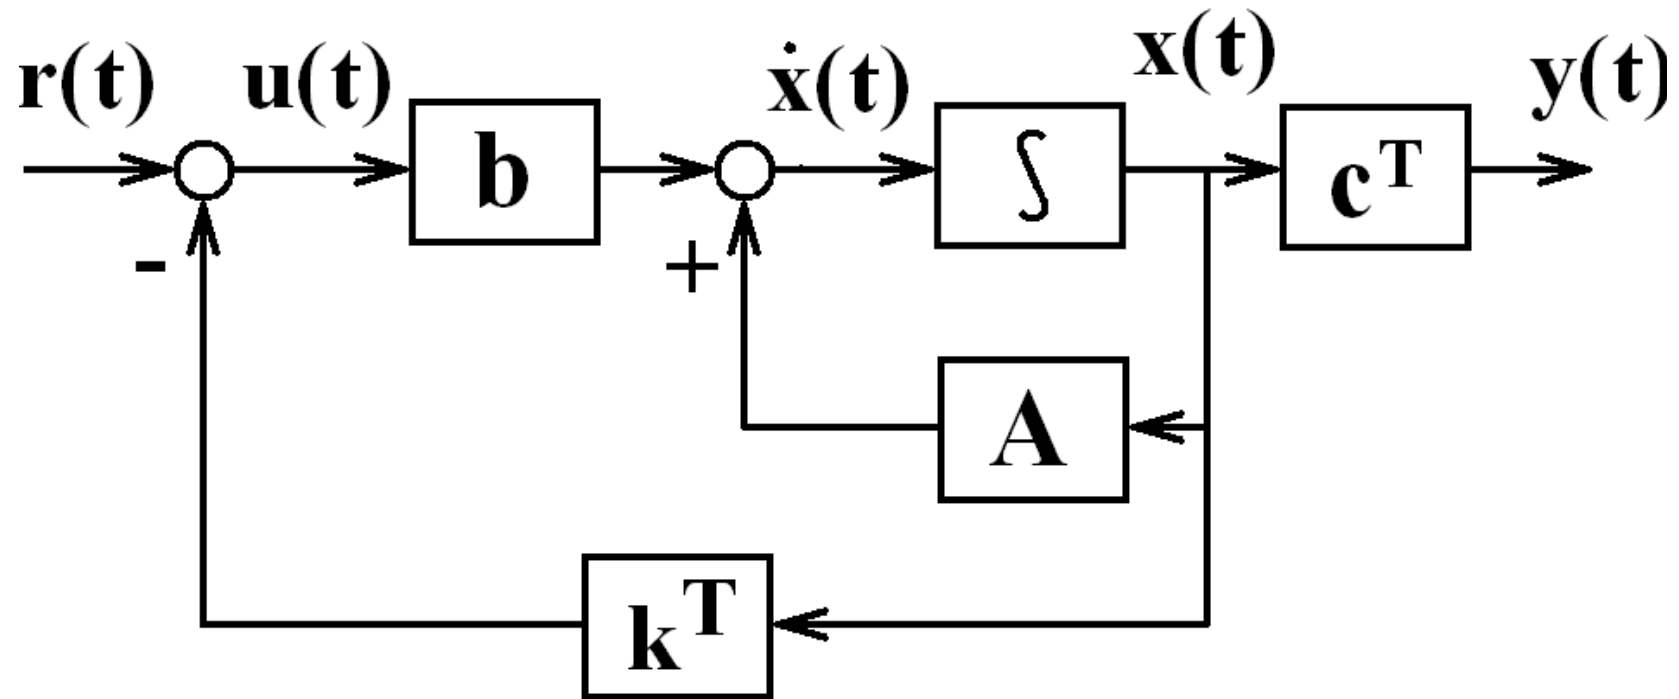 r(t)
u(t)
b
ẋ(t)
∫
x(t)
cᵀ
y(t)
-
+
A
kᵀ